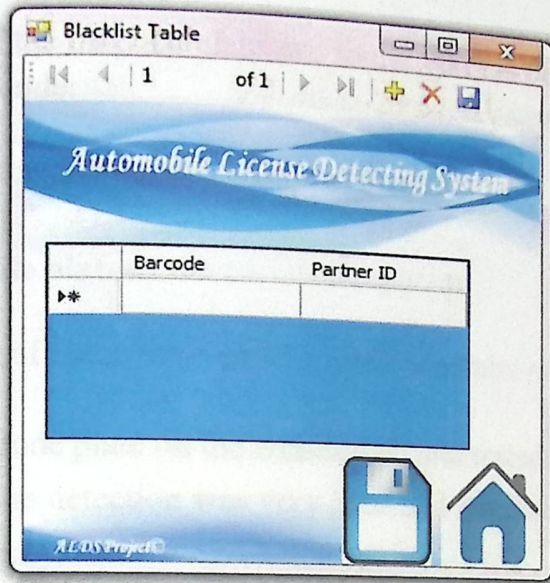 Blacklist Table
1 of 1
Automobile License Detecting System
Barcode Partner ID
ALDS Project©